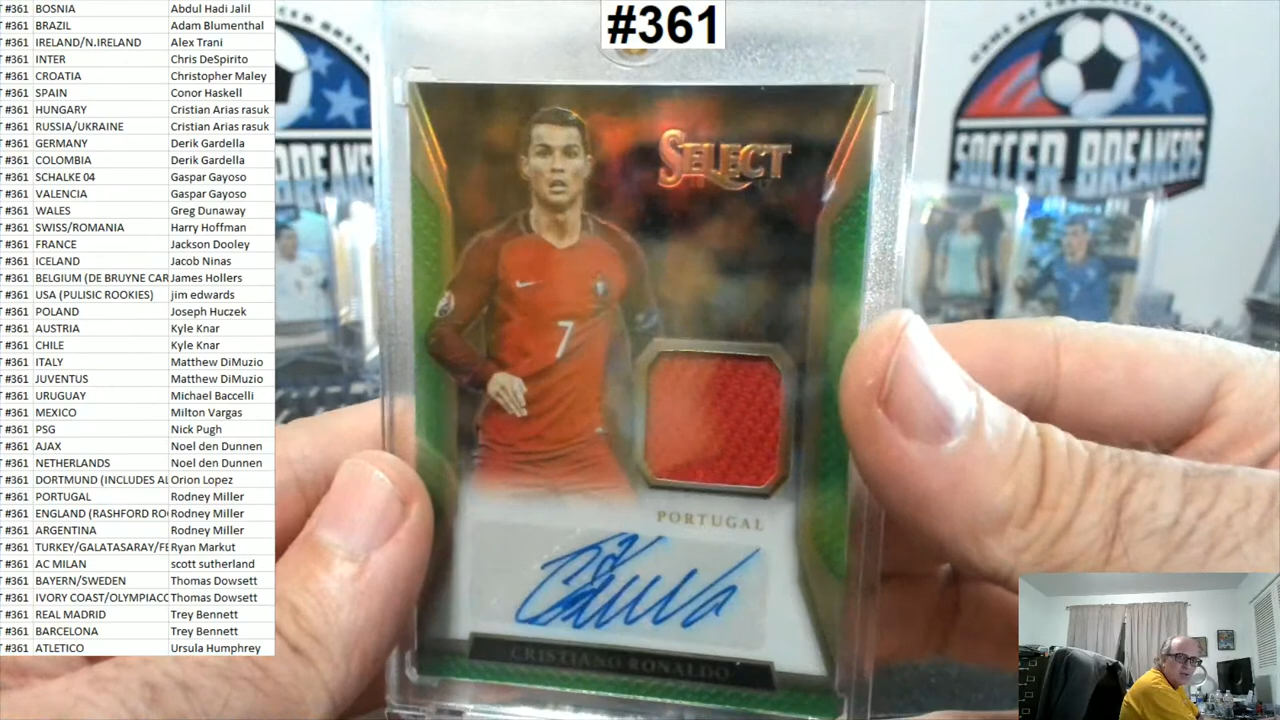 #361
T #361 BOSNIA Abdul Hadi Jalil
T #361 BRAZIL Adam Blumenthal
T #361 IRELAND/N.IRELAND Alex Trani
T #361 INTER Chris DeSpirito
T #361 CROATIA Christopher Maley
T #361 SPAIN Conor Haskell
T #361 HUNGARY Cristian Arias rasuk
T #361 RUSSIA/UKRAINE Cristian Arias rasuk
T #361 GERMANY Derik Gardella
T #361 COLOMBIA Derik Gardella
T #361 SCHALKE 04 Gaspar Gayoso
T #361 VALENCIA Gaspar Gayoso
T #361 WALES Greg Dunaway
T #361 SWISS/ROMANIA Harry Hoffman
T #361 FRANCE Jackson Dooley
T #361 ICELAND Jacob Ninas
T #361 BELGIUM (DE BRUYNE CAR James Hollers
T #361 USA (PULISIC ROOKIES) jim edwards
T #361 POLAND Joseph Huczek
T #361 AUSTRIA Kyle Knar
T #361 CHILE Kyle Knar
T #361 ITALY Matthew DiMuzio
T #361 JUVENTUS Matthew DiMuzio
T #361 URUGUAY Michael Baccelli
T #361 MEXICO Milton Vargas
T #361 PSG Nick Pugh
T #361 AJAX Noel den Dunnen
T #361 NETHERLANDS Noel den Dunnen
T #361 DORTMUND (INCLUDES AL Orion Lopez
T #361 PORTUGAL Rodney Miller
T #361 ENGLAND (RASHFORD RO Rodney Miller
T #361 ARGENTINA Rodney Miller
T #361 TURKEY/GALATASARAY/FE Ryan Markut
T #361 AC MILAN scott sutherland
T #361 BAYERN/SWEDEN Thomas Dowsett
T #361 IVORY COAST/OLYMPIACO Thomas Dowsett
T #361 REAL MADRID Trey Bennett
T #361 BARCELONA Trey Bennett
T #361 ATLETICO Ursula Humphrey
SELECT
7
PORTUGAL
CRISTIANO RONALDO
HOME OF THE SOCCER BREAKERS
SOCCER BREAKERS